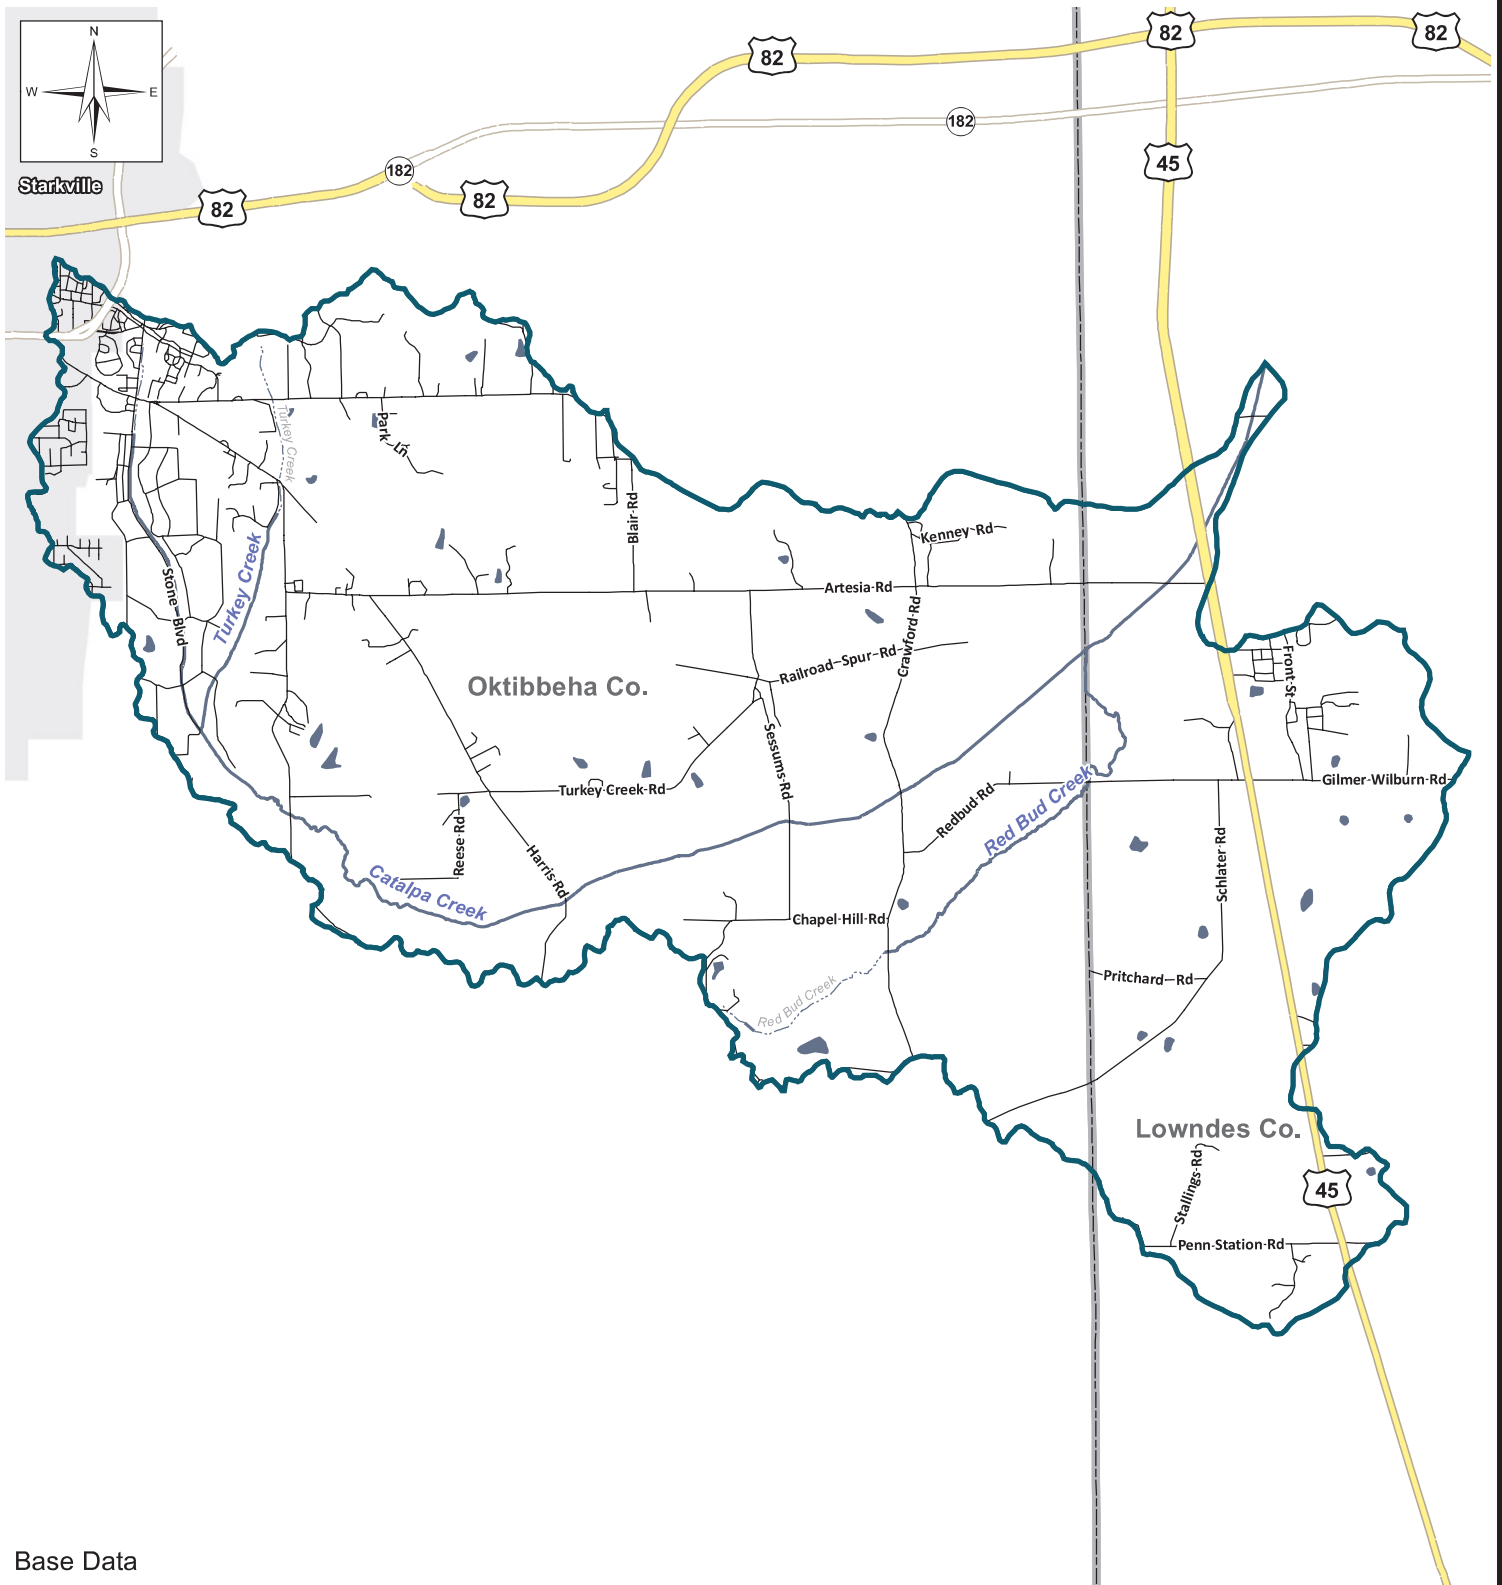 N
W
E
S
Starkville
82
82
82
82
82
182
182
45
Turkey Creek
Park Ln
Blair Rd
Kenney Rd
Artesia Rd
Stone Blvd
Turkey Creek
Crawford Rd
Railroad Spur Rd
Oktibbeha Co.
Front St
Sessums Rd
Turkey Creek Rd
Gilmer-Wilburn Rd
Redbud Rd
Red Bud Creek
Reese Rd
Harris Rd
Schlater Rd
Catalpa Creek
Chapel Hill Rd
Pritchard Rd
Red Bud Creek
Lowndes Co.
Stallings Rd
45
Penn-Station Rd
Base Data